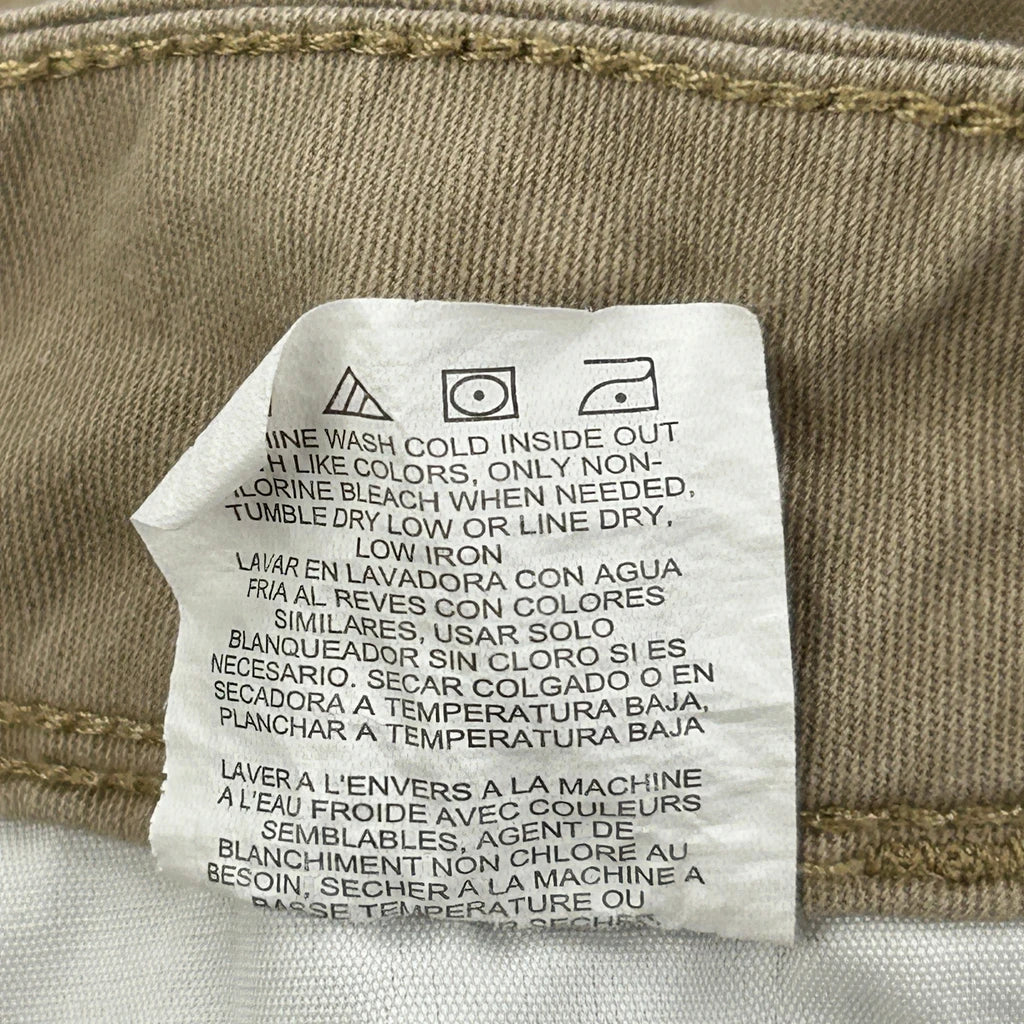 WASH COLD INSIDE OUT
LIKE COLORS, ONLY NON-
BLEACH WHEN NEEDED,
TUMBLE DRY LOW OR LINE DRY,
LOW IRON
LAVAR EN LAVADORA CON AGUA
FRIA AL REVES CON COLORES
SIMILARES, USAR SOLO
BLANQUEADOR SIN CLORO SI ES
NECESARIO. SECAR COLGADO O EN
SECADORA A TEMPERATURA BAJA,
PLANCHAR A TEMPERATURA BAJA
LAVER A L'ENVERS A LA MACHINE
A L'EAU FROIDE AVEC COULEURS
SEMBLABLES, AGENT DE
BLANCHIMENT NON CHLORE AU
BESOIN, SECHER A LA MACHINE A
BASSE TEMPERATURE OU